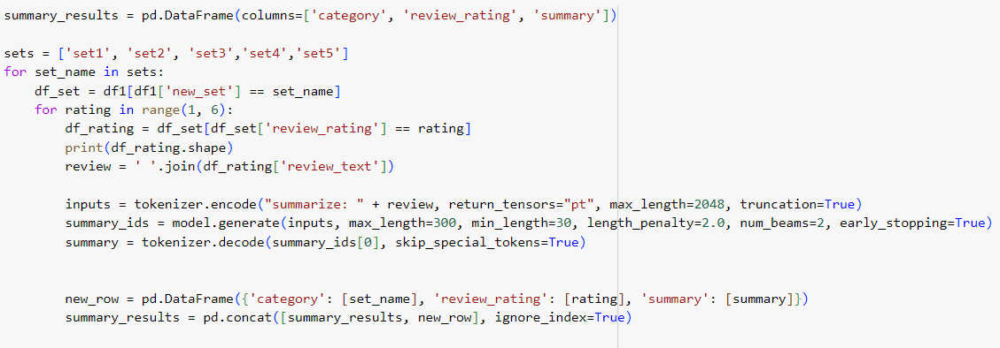 summary_results = pd.DataFrame(columns=['category', 'review_rating', 'summary'])
sets = ['set1', 'set2', 'set3','set4','set5']
for set_name in sets:
    df_set = df1[df1['new_set'] == set_name]
    for rating in range(1, 6):
        df_rating = df_set[df_set['review_rating'] == rating]
        print(df_rating.shape)
        review = ' '.join(df_rating['review_text'])
        inputs = tokenizer.encode("summarize: " + review, return_tensors="pt", max_length=2048, truncation=True)
        summary_ids = model.generate(inputs, max_length=300, min_length=30, length_penalty=2.0, num_beams=2, early_stopping=True)
        summary = tokenizer.decode(summary_ids[0], skip_special_tokens=True)
        new_row = pd.DataFrame({'category': [set_name], 'review_rating': [rating], 'summary': [summary]})
        summary_results = pd.concat([summary_results, new_row], ignore_index=True)